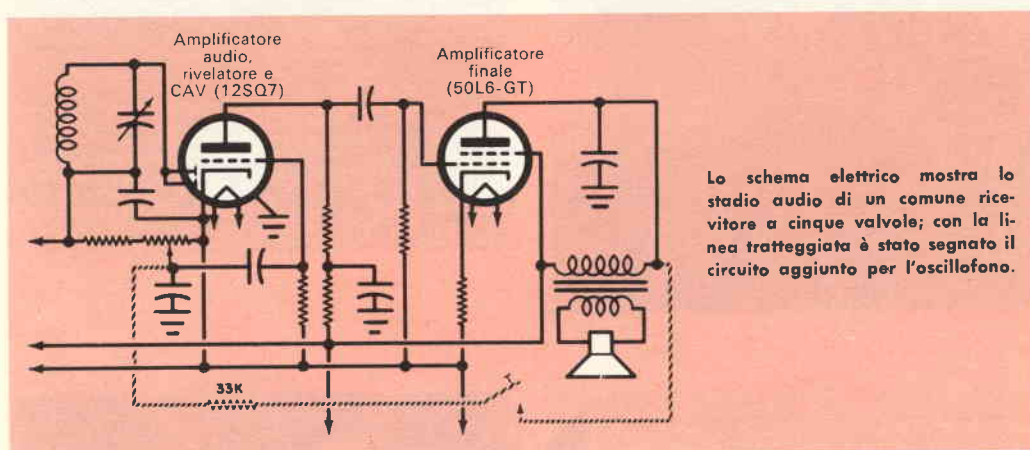 Amplificatore
audio,
rivelatore e
CAV (12SQ7)
Amplificatore
finale
(50L6-GT)
Lo schema elettrico mostra lo
stadio audio di un comune rice-
vitore a cinque valvole; con la li-
nea tratteggiata è stato segnato il
circuito aggiunto per l'oscillofono.
33K